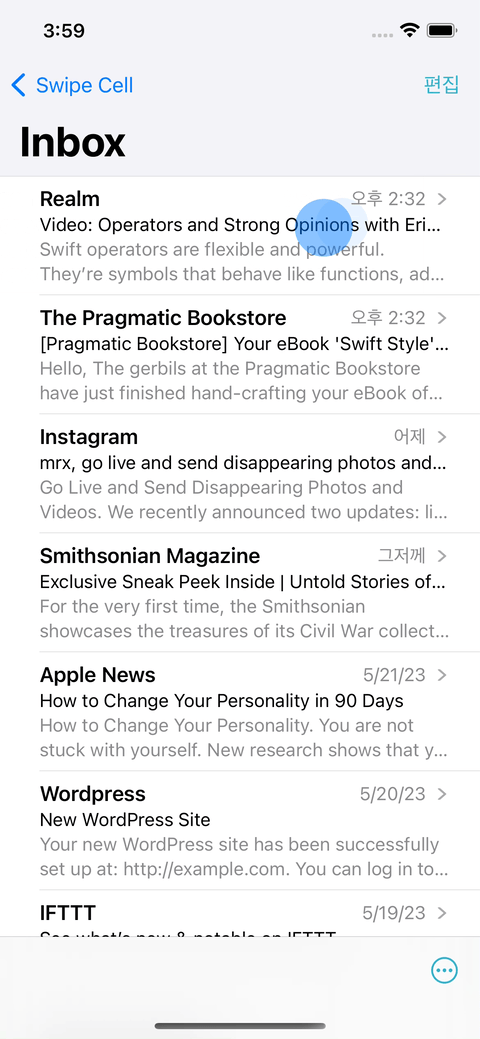 3:59
Swipe Cell
편집
Inbox
Realm
오후 2:32
Video: Operators and Strong Opinions with Eri...
Swift operators are flexible and powerful.
They’re symbols that behave like functions, ad...
The Pragmatic Bookstore
오후 2:32
[Pragmatic Bookstore] Your eBook 'Swift Style'...
Hello, The gerbils at the Pragmatic Bookstore
have just finished hand-crafting your eBook of...
Instagram
어제
mrx, go live and send disappearing photos and...
Go Live and Send Disappearing Photos and
Videos. We recently announced two updates: li...
Smithsonian Magazine
그저께
Exclusive Sneak Peek Inside | Untold Stories of...
For the very first time, the Smithsonian
showcases the treasures of its Civil War collect...
Apple News
5/21/23
How to Change Your Personality in 90 Days
How to Change Your Personality. You are not
stuck with yourself. New research shows that y...
Wordpress
5/20/23
New WordPress Site
Your new WordPress site has been successfully
set up at: http://example.com. You can log in to...
IFTTT
5/19/23
See what’s new & notable on IFTTT